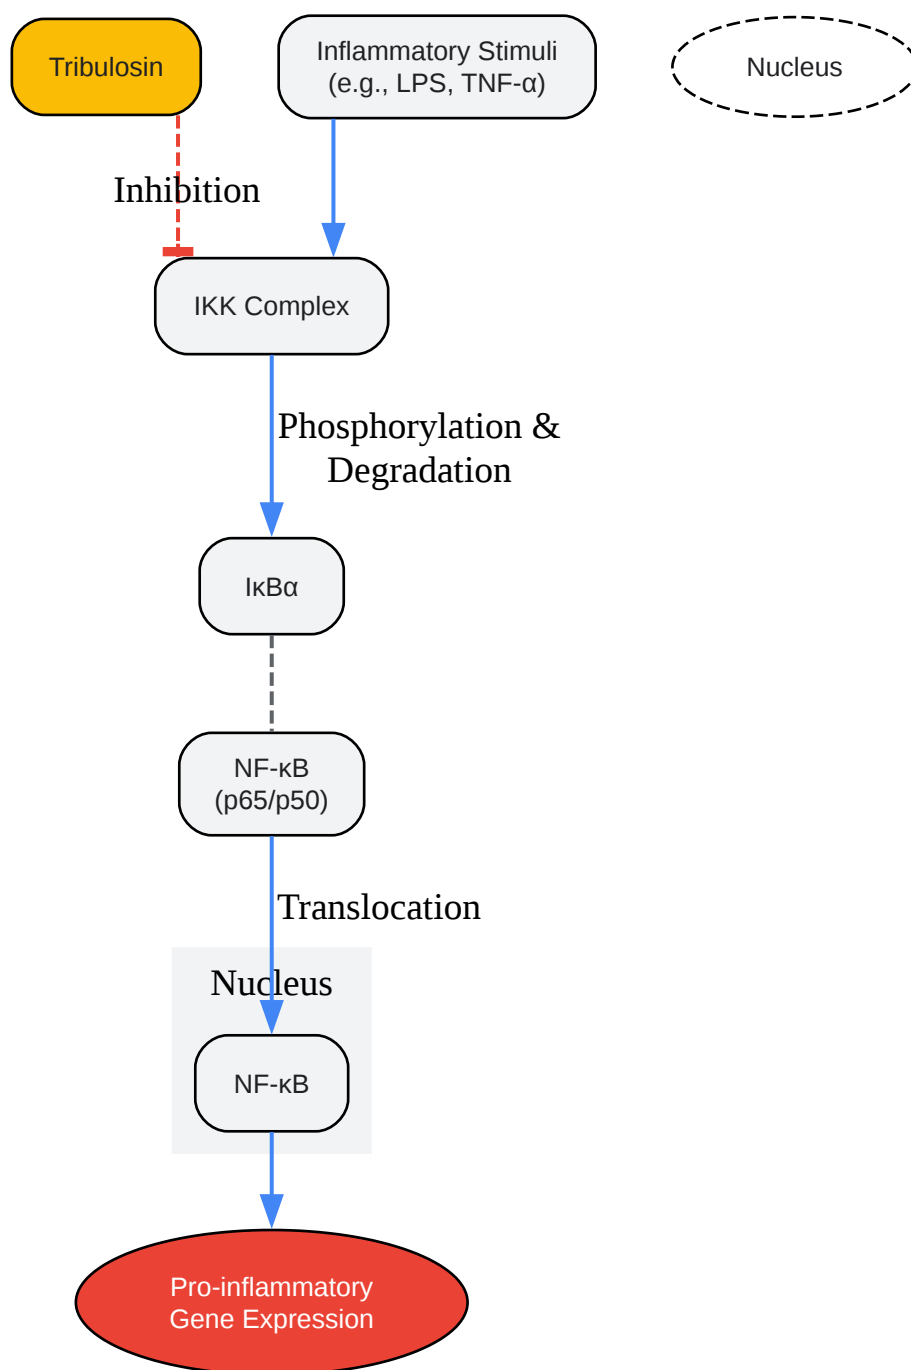 Tribulosin
Inflammatory Stimuli
(e.g., LPS, TNF-α)
Nucleus
Inhibition
IKK Complex
Phosphorylation &
Degradation
IκBα
NF-κB
(p65/p50)
Translocation
Nucleus
NF-κB
Pro-inflammatory
Gene Expression